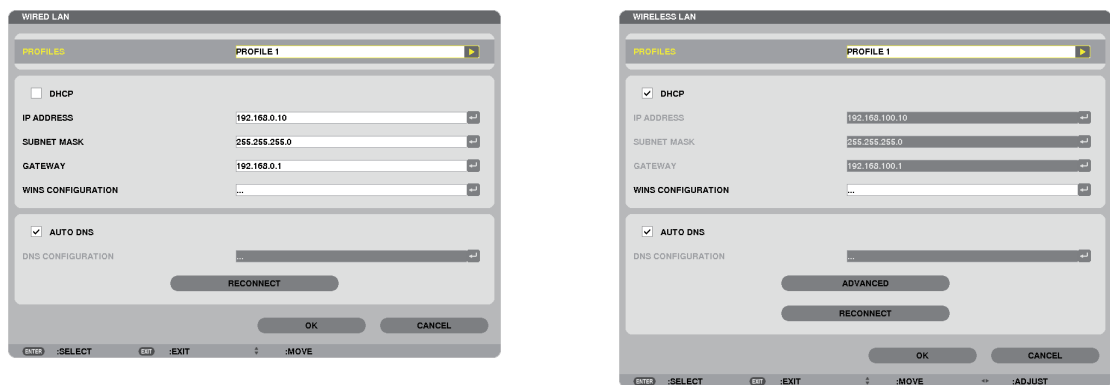 WIRED LAN
PROFILES PROFILE 1
DHCP
IP ADDRESS 192.168.0.10
SUBNET MASK 255.255.255.0
GATEWAY 192.168.0.1
WINS CONFIGURATION ...
AUTO DNS
DNS CONFIGURATION ...
RECONNECT
OK CANCEL
ENTER :SELECT EXIT :EXIT :MOVE
WIRELESS LAN
PROFILES PROFILE 1
DHCP
IP ADDRESS 192.168.100.10
SUBNET MASK 255.255.255.0
GATEWAY 192.168.100.1
WINS CONFIGURATION ...
AUTO DNS
DNS CONFIGURATION ...
ADVANCED
RECONNECT
OK CANCEL
ENTER :SELECT EXIT :EXIT :MOVE :ADJUST